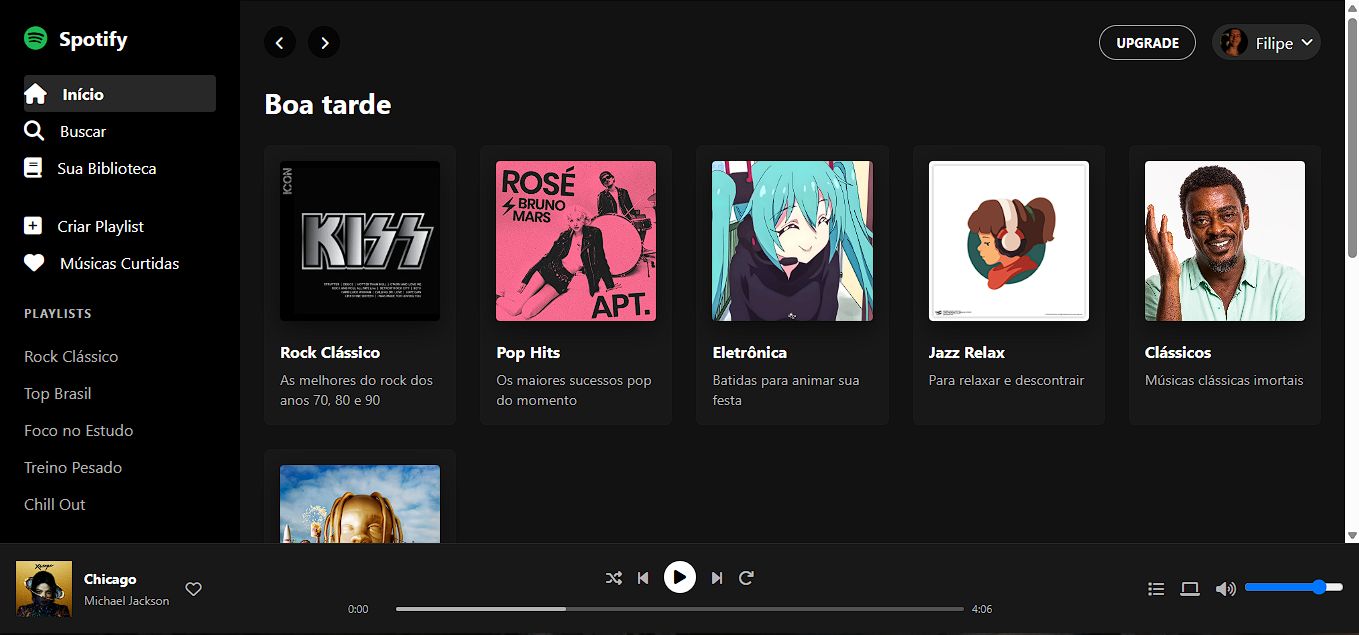 Spotify
Início
Buscar
Sua Biblioteca
Criar Playlist
Músicas Curtidas
PLAYLISTS
Rock Clássico
Top Brasil
Foco no Estudo
Treino Pesado
Chill Out
UPGRADE
Filipe
Boa tarde
ICON
KISS
Rock Clássico
As melhores do rock dos
anos 70, 80 e 90
ROSÉ
BRUNO
MARS
APT.
Pop Hits
Os maiores sucessos pop
do momento
Eletrônica
Batidas para animar sua
festa
Jazz Relax
Para relaxar e descontrair
Clássicos
Músicas clássicas imortais
Chicago
Michael Jackson
0:00
4:06